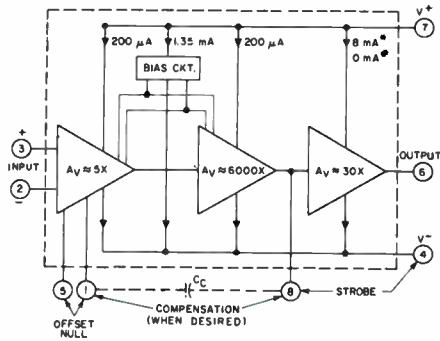 V+
7
200 μA
1.35 mA
200 μA
8 mA*
0 mA*
BIAS CKT.
+
3
INPUT
2
−
AV ≈ 5X
AV ≈ 6000X
AV ≈ 30X
OUTPUT
6
V−
4
5
1
CC
8
OFFSET
NULL
COMPENSATION
(WHEN DESIRED)
STROBE